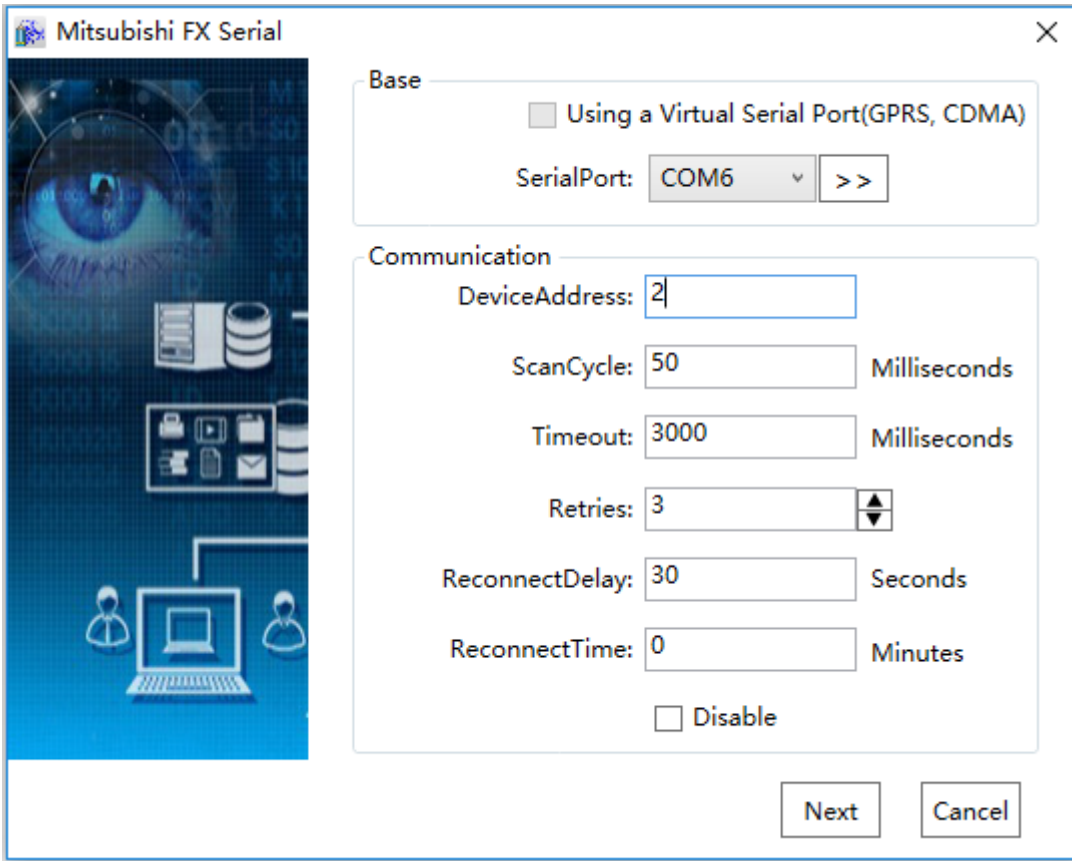 Mitsubishi FX Serial
Base
Using a Virtual Serial Port(GPRS, CDMA)
SerialPort: COM6 >>
Communication
DeviceAddress: 2
ScanCycle: 50 Milliseconds
Timeout: 3000 Milliseconds
Retries: 3
ReconnectDelay: 30 Seconds
ReconnectTime: 0 Minutes
Disable
Next Cancel